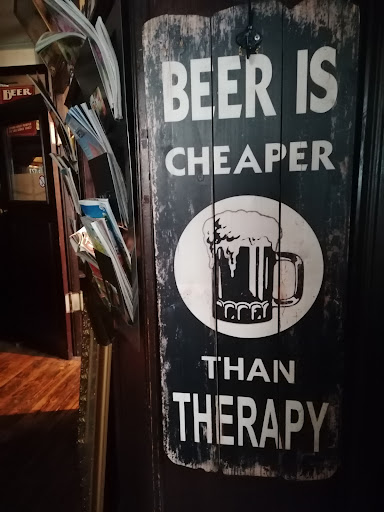 BEER IS
CHEAPER
THAN
THERAPY
BEER